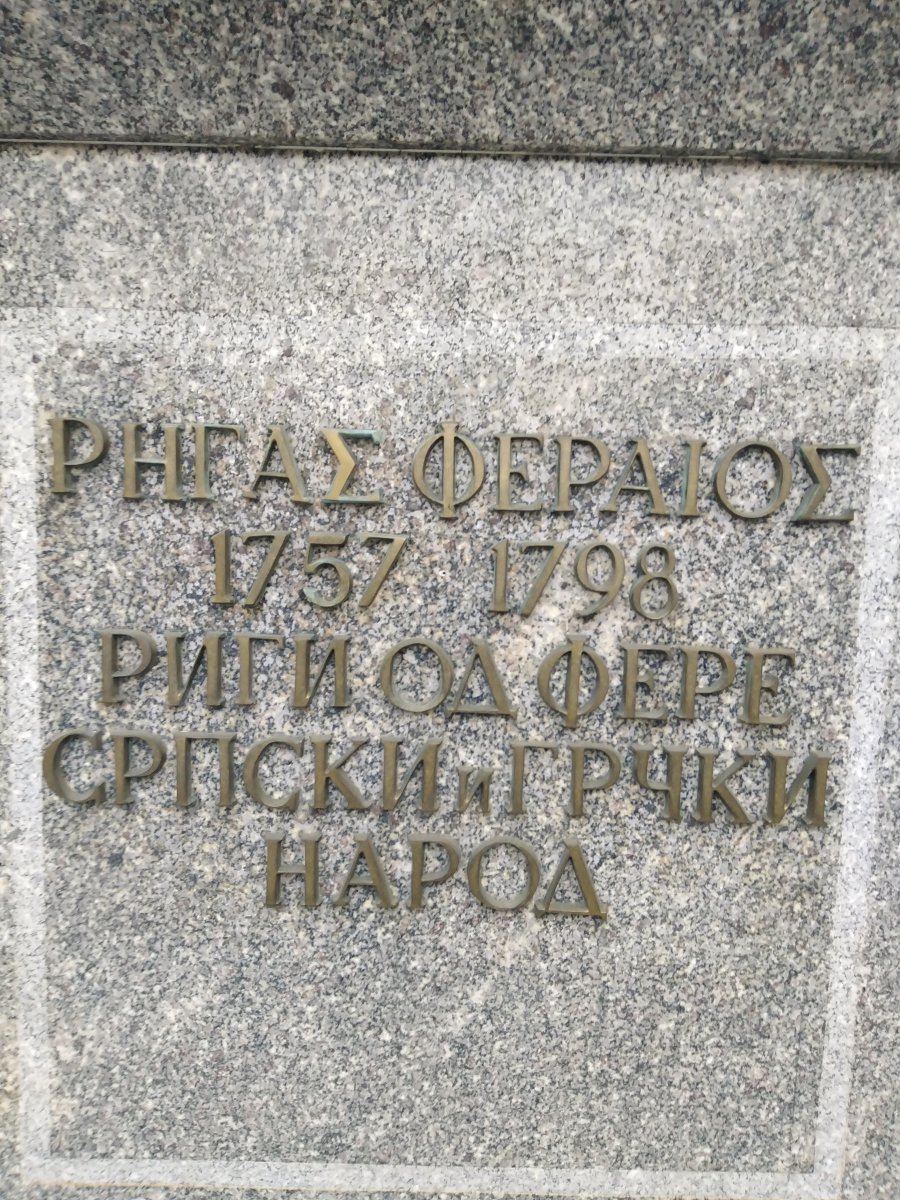 ΡΗΓΑΣ ΦΕΡΑΙΟΣ
1757 1798
РИГИ ОД ФЕРЕ
СРПСКИ и ГРЧКИ
НАРОД